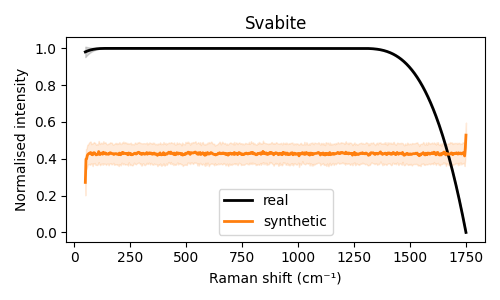 Svabite
Normalised intensity
1.0
0.8
0.6
0.4
0.2
0.0
real
synthetic
0 250 500 750 1000 1250 1500 1750
Raman shift (cm⁻¹)